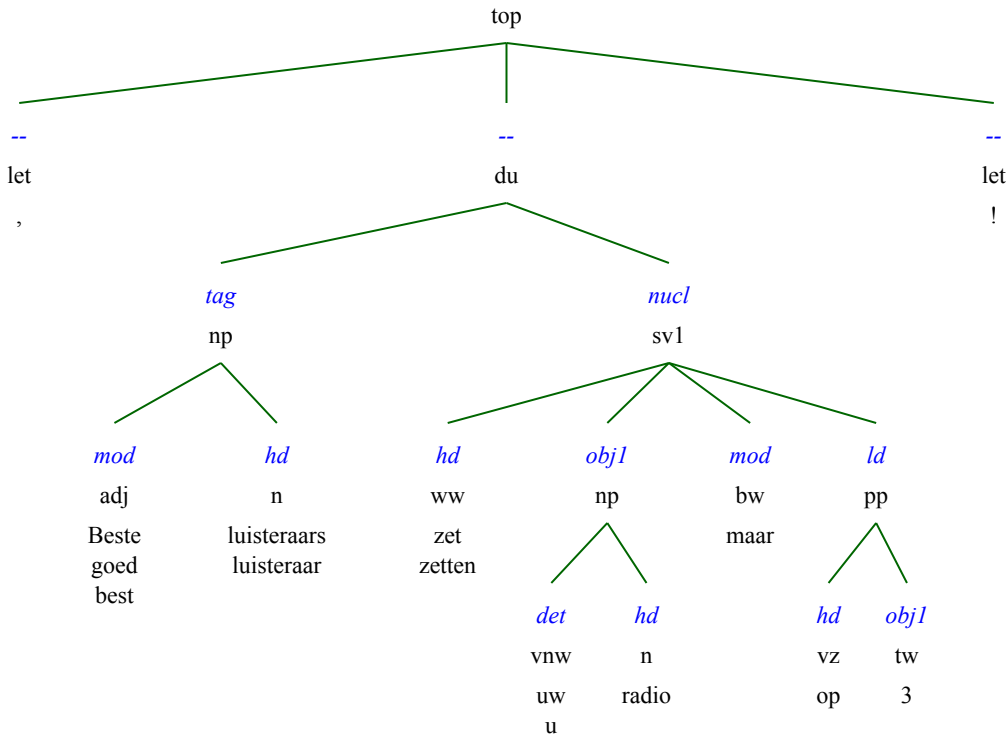 top
-- -- --
let du let
, !
tag nucl
np sv1
mod hd hd obj1 mod ld
adj n ww np bw pp
Beste luisteraars zet maar
goed luisteraar zetten
best
det hd hd obj1
vnw n vz tw
uw radio op 3
u